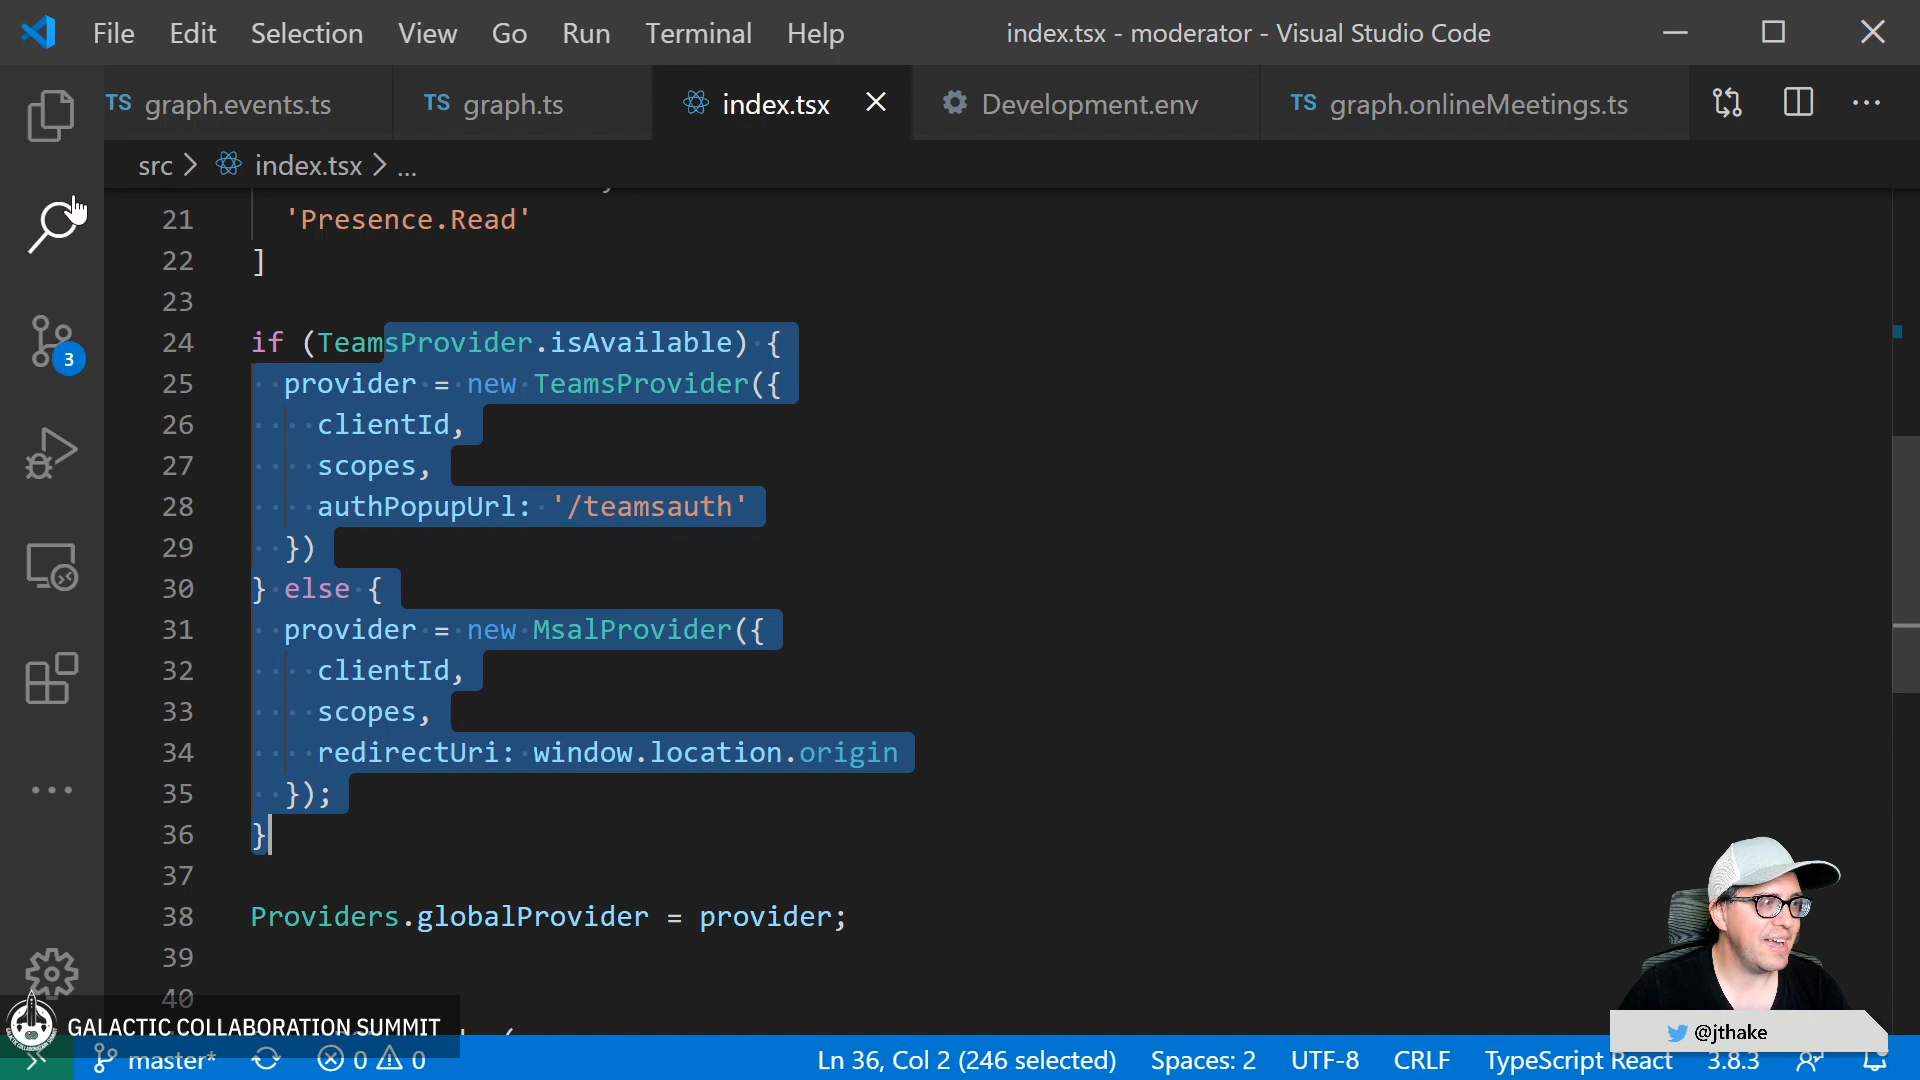 File Edit Selection View Go Run Terminal Help index.tsx - moderator - Visual Studio Code
TS graph.events.ts TS graph.ts index.tsx Development.env TS graph.onlineMeetings.ts
src > index.tsx > ...
21 'Presence.Read'
22 ]
23
24 if (TeamsProvider.isAvailable) {
25 provider = new TeamsProvider({
26 clientId,
27 scopes,
28 authPopupUrl: '/teamsauth'
29 })
30 } else {
31 provider = new MsalProvider({
32 clientId,
33 scopes,
34 redirectUri: window.location.origin
35 });
36 }
37
38 Providers.globalProvider = provider;
39
40
3
GALACTIC COLLABORATION SUMMIT
@jthake
master* 0 0 Ln 36, Col 2 (246 selected) Spaces: 2 UTF-8 CRLF TypeScript React 3.8.3